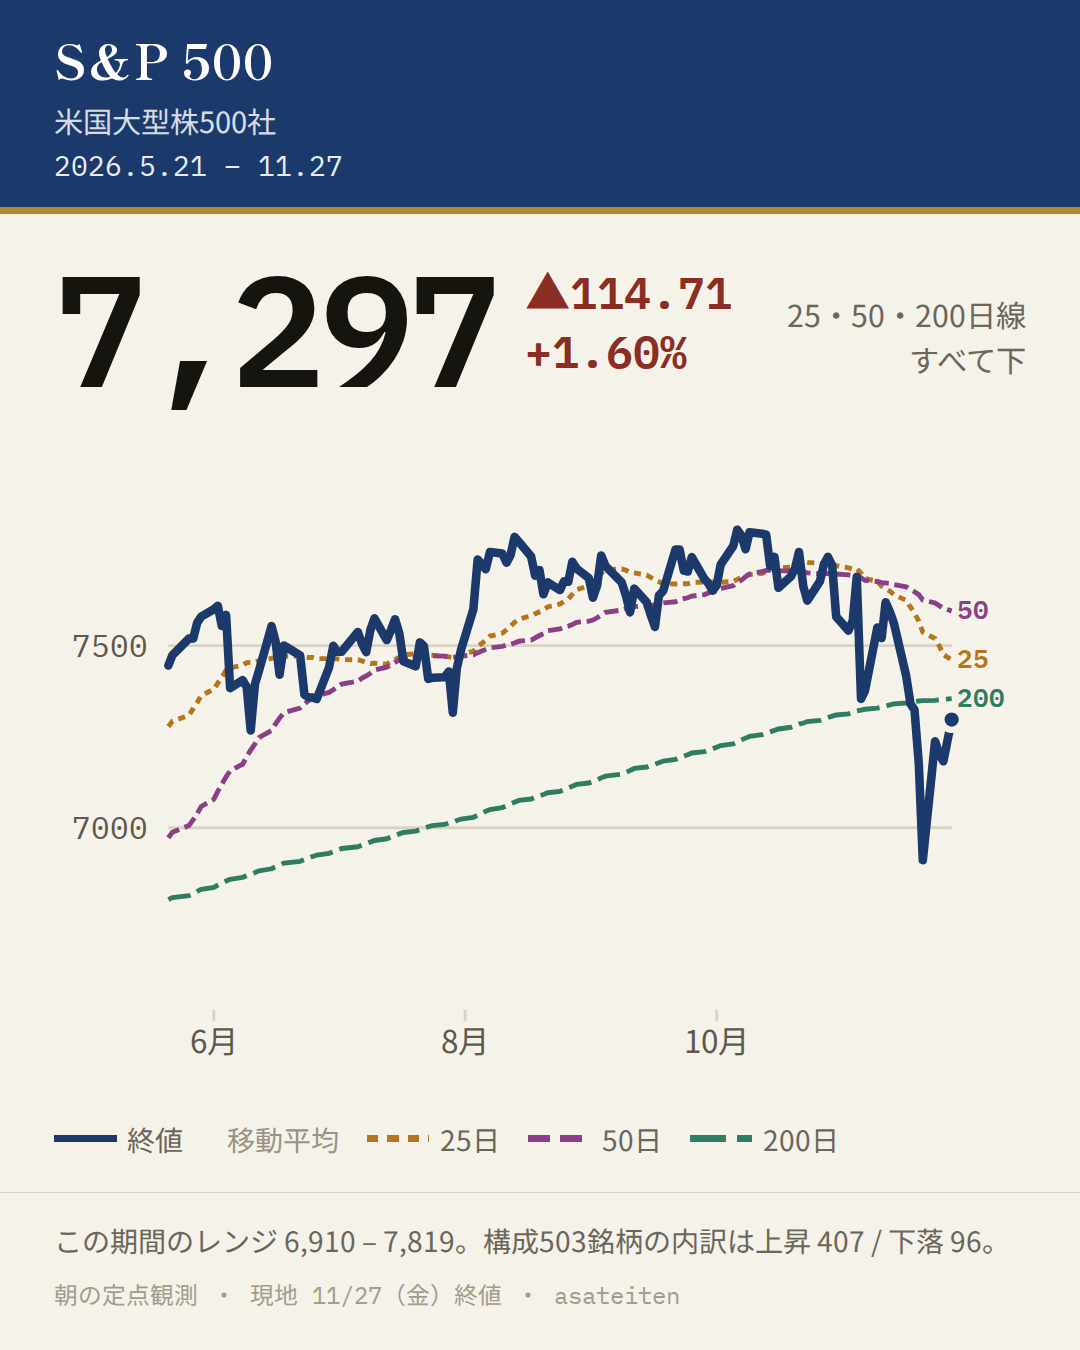 S&P 500
米国大型株500社
2026.5.21 – 11.27
7,297
▲114.71
+1.60%
25・50・200日線
すべて下
7500
7000
50
25
200
6月
8月
10月
終値
移動平均
25日
50日
200日
この期間のレンジ 6,910 – 7,819。構成503銘柄の内訳は上昇 407 / 下落 96。
朝の定点観測 ・ 現地 11/27（金）終値 ・ asateiten